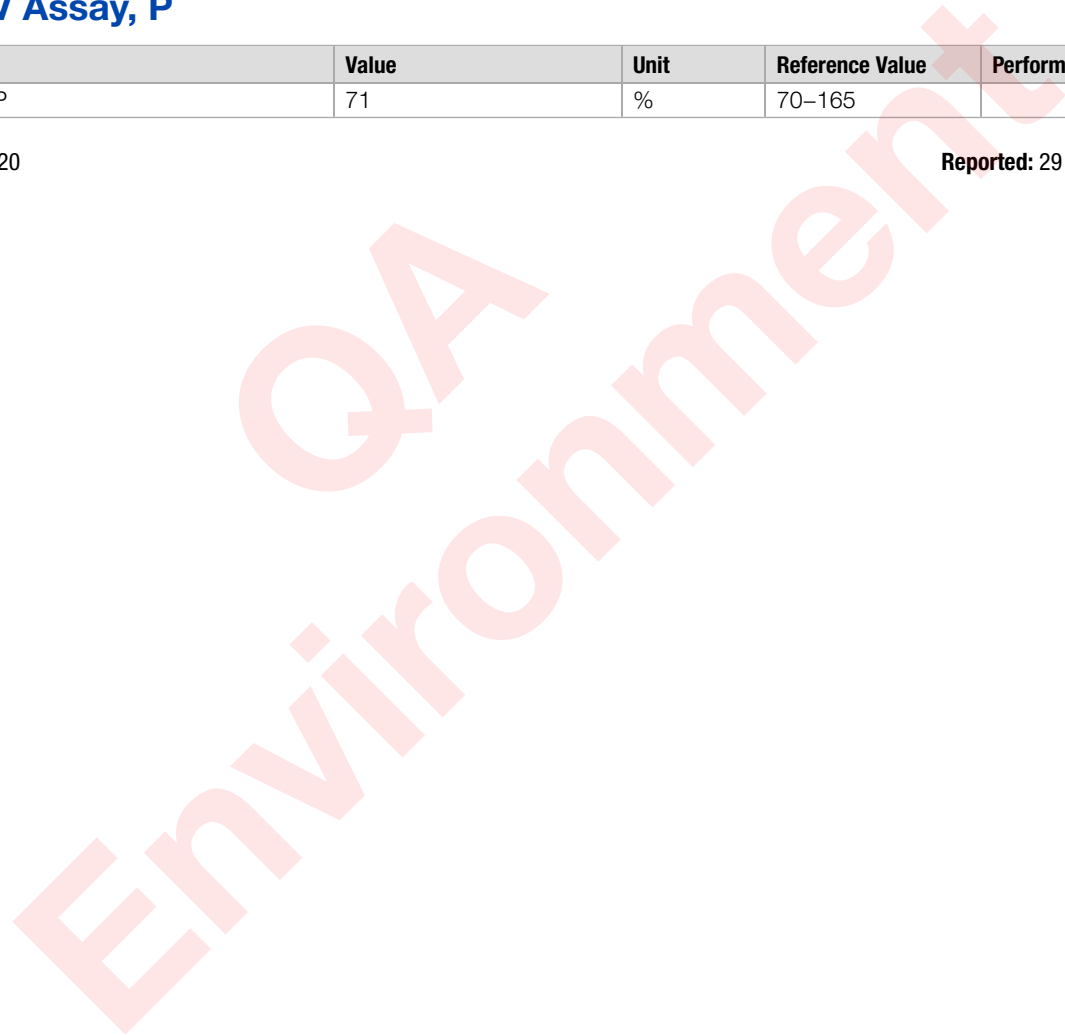 Assay, P
Value Unit Reference Value Perform
P 71 % 70–165
20 Reported: 29
QA
Environment